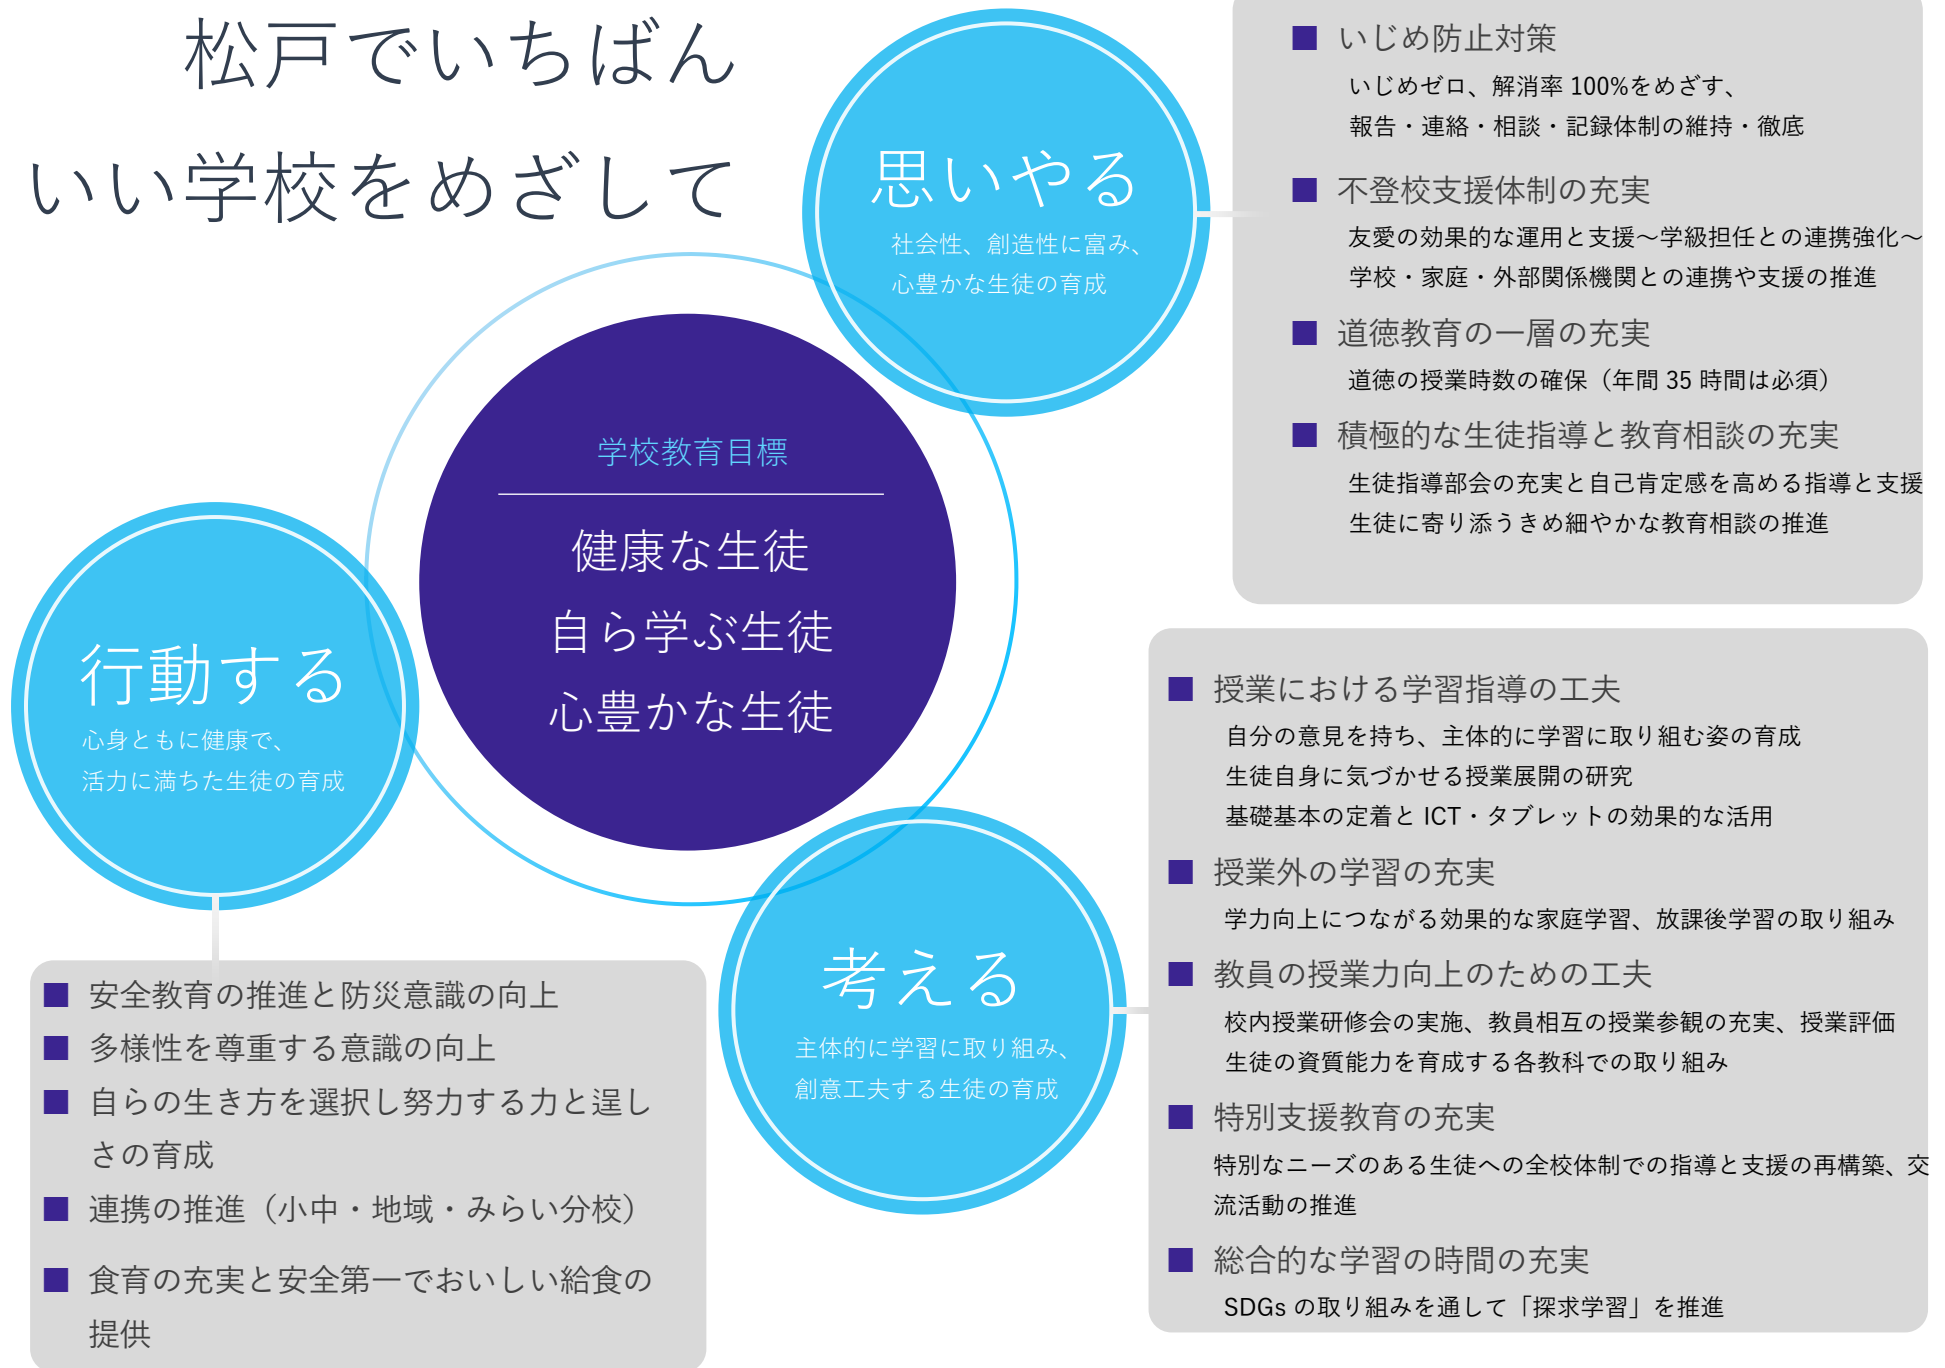 松戸でいちばん
いい学校をめざして
思いやる
社会性、創造性に富み、
心豊かな生徒の育成
■ いじめ防止対策
いじめゼロ、解消率 100%をめざす、
報告・連絡・相談・記録体制の維持・徹底
■ 不登校支援体制の充実
友愛の効果的な運用と支援～学級担任との連携強化～
学校・家庭・外部関係機関との連携や支援の推進
■ 道徳教育の一層の充実
道徳の授業時数の確保（年間 35 時間は必須）
■ 積極的な生徒指導と教育相談の充実
生徒指導部会の充実と自己肯定感を高める指導と支援
生徒に寄り添うきめ細やかな教育相談の推進
学校教育目標
健康な生徒
自ら学ぶ生徒
心豊かな生徒
行動する
心身ともに健康で、
活力に満ちた生徒の育成
■ 安全教育の推進と防災意識の向上
■ 多様性を尊重する意識の向上
■ 自らの生き方を選択し努力する力と逞し
さの育成
■ 連携の推進（小中・地域・みらい分校）
■ 食育の充実と安全第一でおいしい給食の
提供
考える
主体的に学習に取り組み、
創意工夫する生徒の育成
■ 授業における学習指導の工夫
自分の意見を持ち、主体的に学習に取り組む姿の育成
生徒自身に気づかせる授業展開の研究
基礎基本の定着と ICT・タブレットの効果的な活用
■ 授業外の学習の充実
学力向上につながる効果的な家庭学習、放課後学習の取り組み
■ 教員の授業力向上のための工夫
校内授業研修会の実施、教員相互の授業参観の充実、授業評価
生徒の資質能力を育成する各教科での取り組み
■ 特別支援教育の充実
特別なニーズのある生徒への全校体制での指導と支援の再構築、交
流活動の推進
■ 総合的な学習の時間の充実
SDGs の取り組みを通して「探求学習」を推進